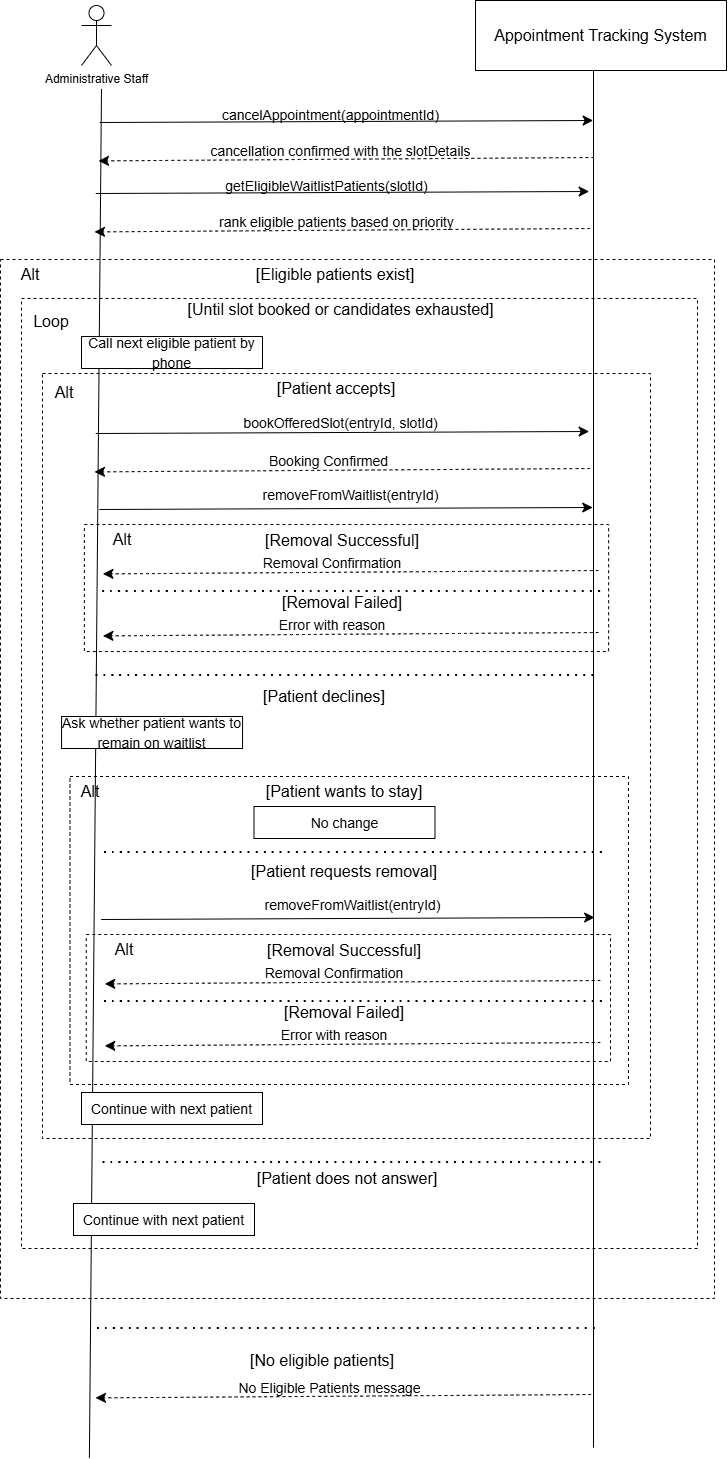 Appointment Tracking System
Administrative Staff
cancelAppointment(appointmentId)
cancellation confirmed with the slotDetails
getEligibleWaitlistPatients(slotId)
rank eligible patients based on priority
Alt
[Eligible patients exist]
[Until slot booked or candidates exhausted]
Loop
Call next eligible patient by
phone
Alt
[Patient accepts]
bookOfferedSlot(entryId, slotId)
Booking Confirmed
removeFromWaitlist(entryId)
Alt
[Removal Successful]
Removal Confirmation
[Removal Failed]
Error with reason
[Patient declines]
Ask whether patient wants to
remain on waitlist
Alt
[Patient wants to stay]
No change
[Patient requests removal]
removeFromWaitlist(entryId)
Alt
[Removal Successful]
Removal Confirmation
[Removal Failed]
Error with reason
Continue with next patient
[Patient does not answer]
Continue with next patient
[No eligible patients]
No Eligible Patients message